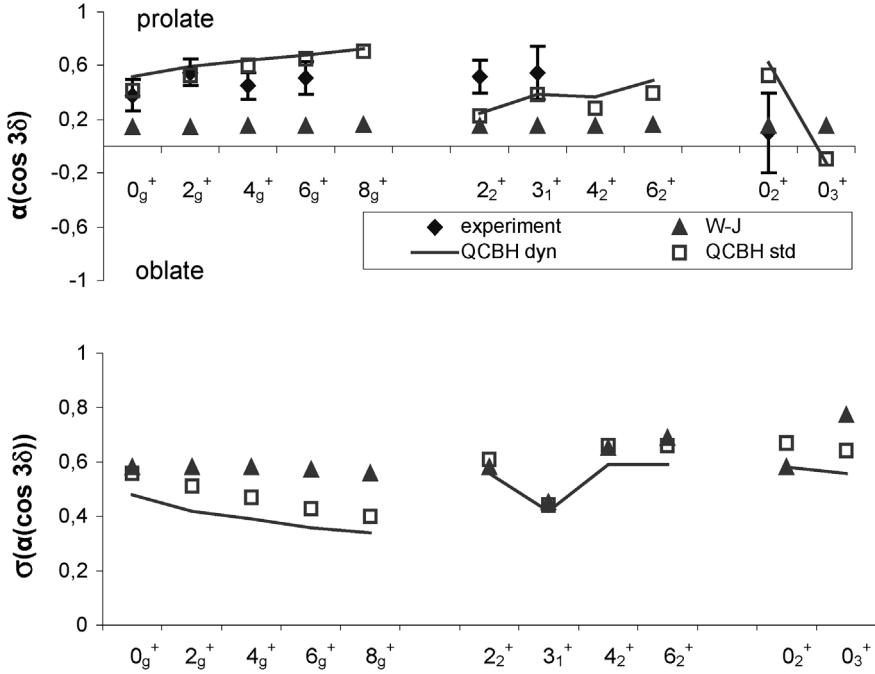 prolate
α(cos 3δ)
1
0,6
0,2
-0,2
-0,6
-1
0g+ 2g+ 4g+ 6g+ 8g+ 22+ 31+ 42+ 62+ 02+ 03+
experiment W-J
QCBH dyn QCBH std
oblate
σ(α(cos 3δ))
1
0,8
0,6
0,4
0,2
0
0g+ 2g+ 4g+ 6g+ 8g+ 22+ 31+ 42+ 62+ 02+ 03+